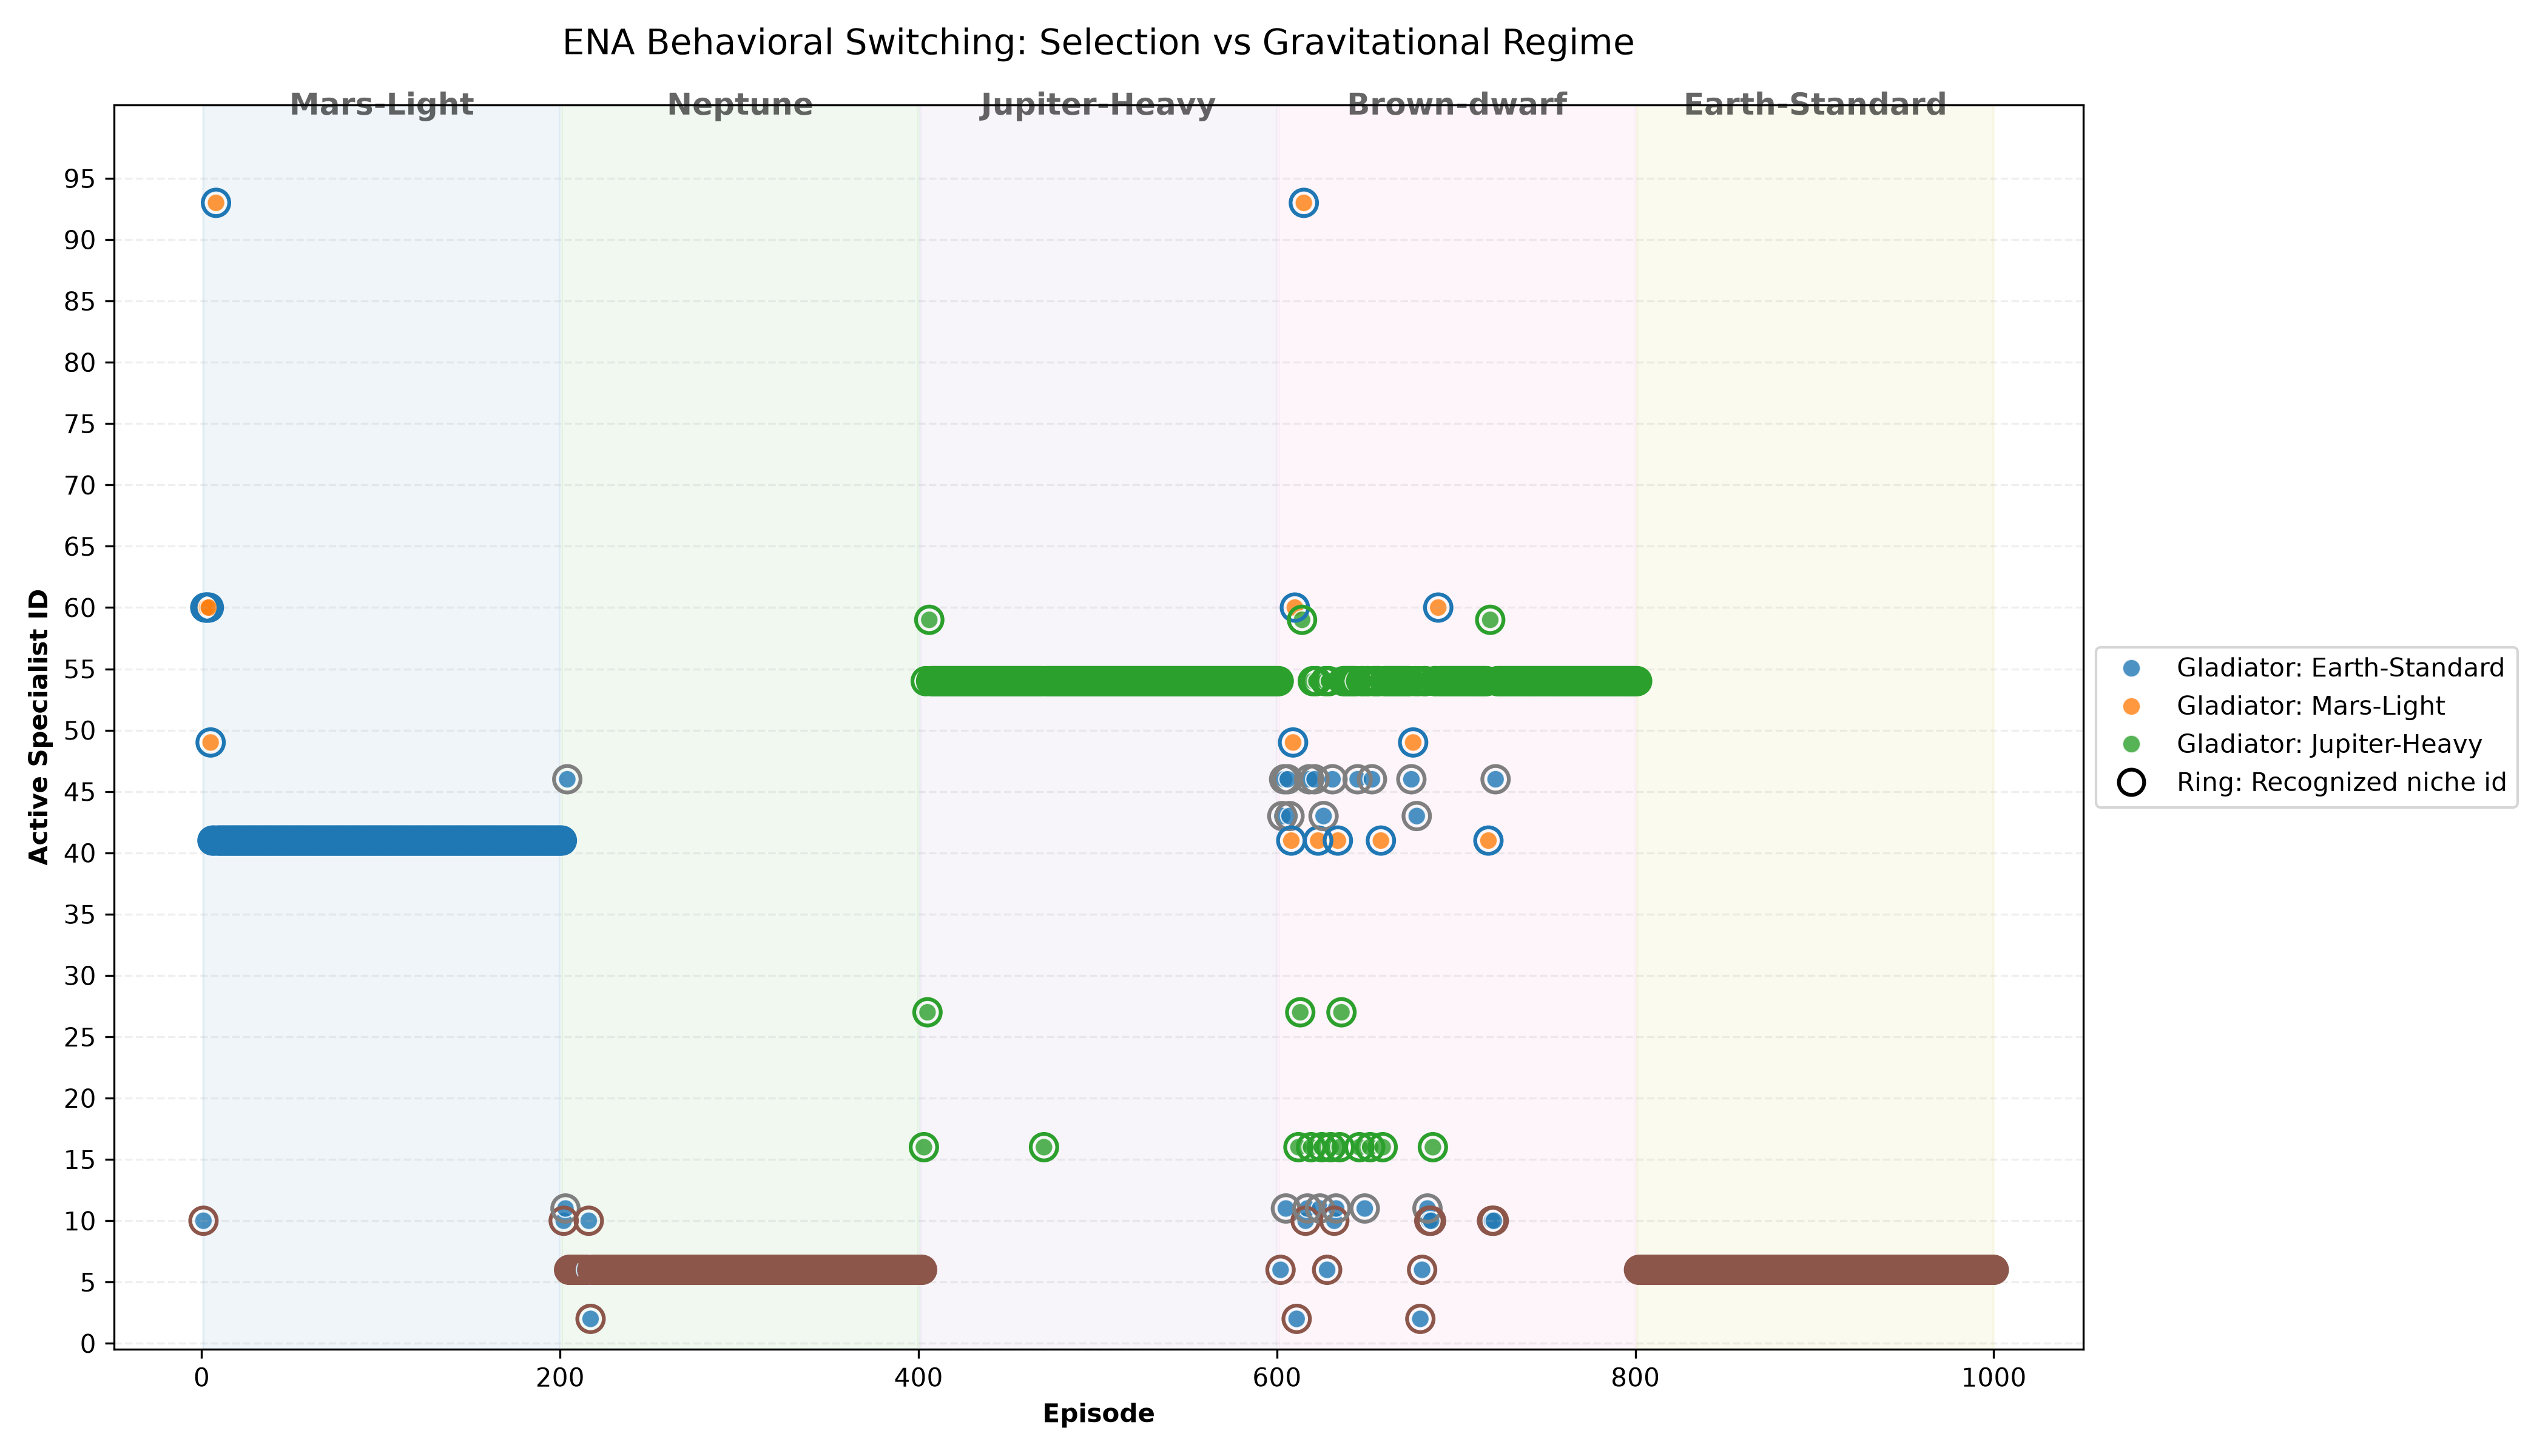 ENA Behavioral Switching: Selection vs Gravitational Regime
Mars-Light Neptune Jupiter-Heavy Brown-dwarf Earth-Standard
95
90
85
80
75
70
65
60
55
50
45
40
35
30
25
20
15
10
5
0
Active Specialist ID
0 200 400 600 800 1000
Episode
Gladiator: Earth-Standard
Gladiator: Mars-Light
Gladiator: Jupiter-Heavy
Ring: Recognized niche id